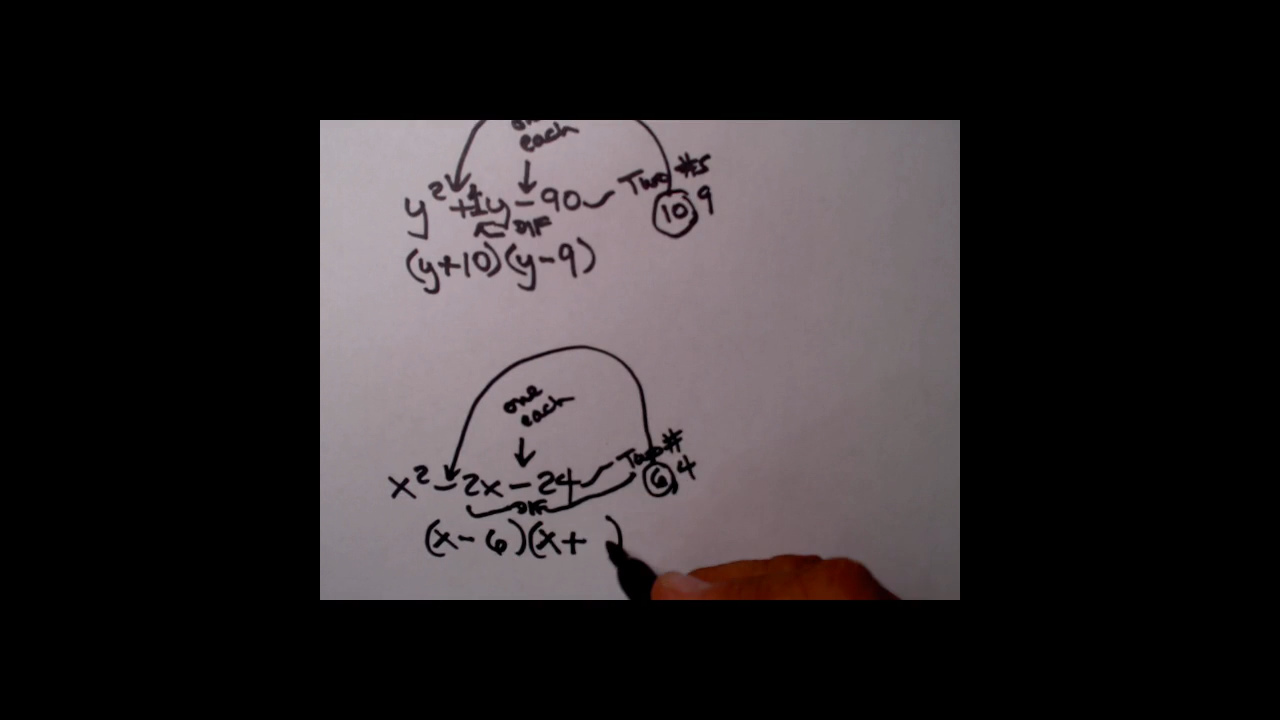 one
each
Two #s
y² + 1y - 90
10 9
DIF
(y+10)(y-9)
one
each
Two #
x² - 2x - 24
6, 4
DIF
(x - 6)(x + )